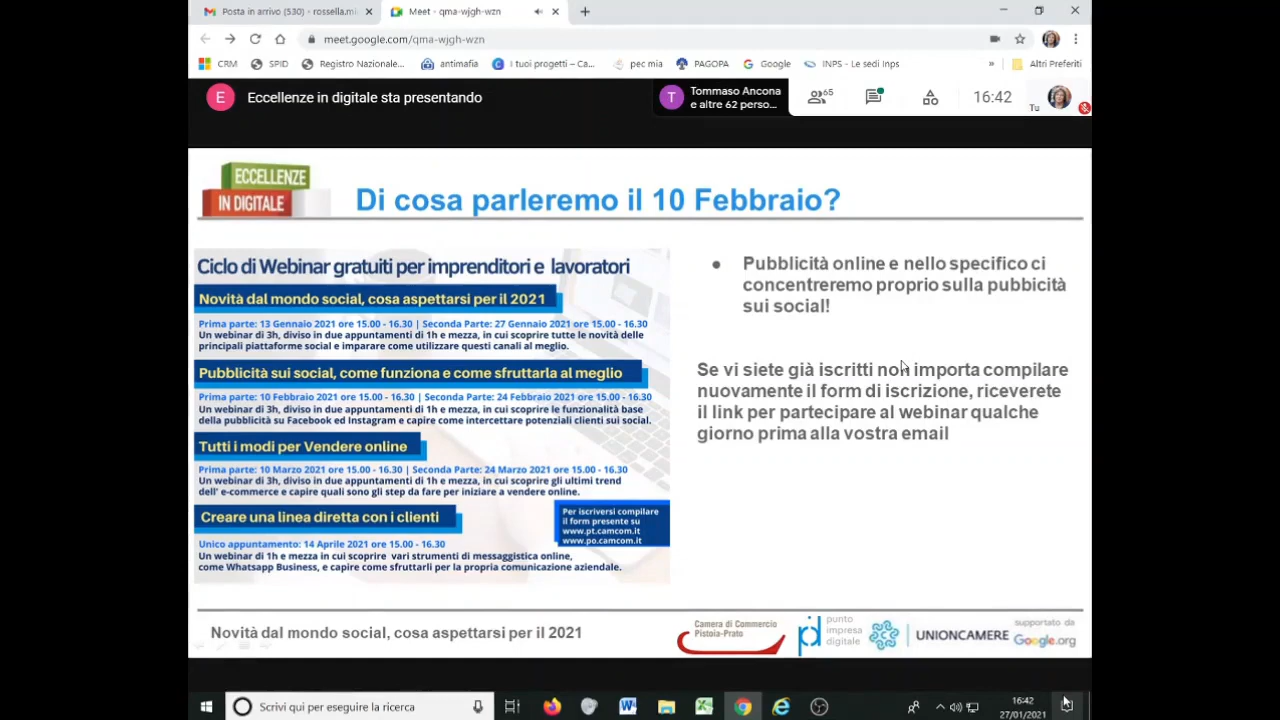 Posta in arrivo (530) - rossella.mi
Meet - qma-wjgh-wzn
meet.google.com/qma-wjgh-wzn
CRM
SPID
Registro Nazionale...
antimafia
I tuoi progetti – Ca...
pec mia
PAGOPA
Google
INPS - Le sedi Inps
»
Altri Preferiti
E
Eccellenze in digitale sta presentando
T
Tommaso Ancona
e altre 62 perso...
65
16:42
Tu
ECCELLENZE
IN DIGITALE
Di cosa parleremo il 10 Febbraio?
Ciclo di Webinar gratuiti per imprenditori e lavoratori
Novità dal mondo social, cosa aspettarsi per il 2021
Prima parte: 13 Gennaio 2021 ore 15.00 - 16.30 | Seconda Parte: 27 Gennaio 2021 ore 15.00 - 16.30
Un webinar di 3h, diviso in due appuntamenti di 1h e mezza, in cui scoprire tutte le novità delle
principali piattaforme social e imparare come utilizzare questi canali al meglio.
Pubblicità sui social, come funziona e come sfruttarla al meglio
Prima parte: 10 Febbraio 2021 ore 15.00 - 16.30 | Seconda Parte: 24 Febbraio 2021 ore 15.00 - 16.30
Un webinar di 3h, diviso in due appuntamenti di 1h e mezza, in cui scoprire le funzionalità base
della pubblicità su Facebook ed Instagram e capire come intercettare potenziali clienti sui social.
Tutti i modi per Vendere online
Prima parte: 10 Marzo 2021 ore 15.00 - 16.30 | Seconda Parte: 24 Marzo 2021 ore 15.00 - 16.30
Un webinar di 3h, diviso in due appuntamenti di 1h e mezza, in cui scoprire gli ultimi trend
dell' e-commerce e capire quali sono gli step da fare per iniziare a vendere online.
Creare una linea diretta con i clienti
Unico appuntamento: 14 Aprile 2021 ore 15.00 - 16.30
Un webinar di 1h e mezza in cui scoprire vari strumenti di messaggistica online,
come Whatsapp Business, e capire come sfruttarli per la propria comunicazione aziendale.
Per iscriversi compilare
il form presente su
www.pt.camcom.it
www.po.camcom.it
• Pubblicità online e nello specifico ci
concentreremo proprio sulla pubbicità
sui social!
Se vi siete già iscritti non importa compilare
nuovamente il form di iscrizione, riceverete
il link per partecipare al webinar qualche
giorno prima alla vostra email
Novità dal mondo social, cosa aspettarsi per il 2021
Camera di Commercio
Pistoia-Prato
pid
punto
impresa
digitale
UNIONCAMERE
supportato da
Google.org
Scrivi qui per eseguire la ricerca
16:42
27/01/2021